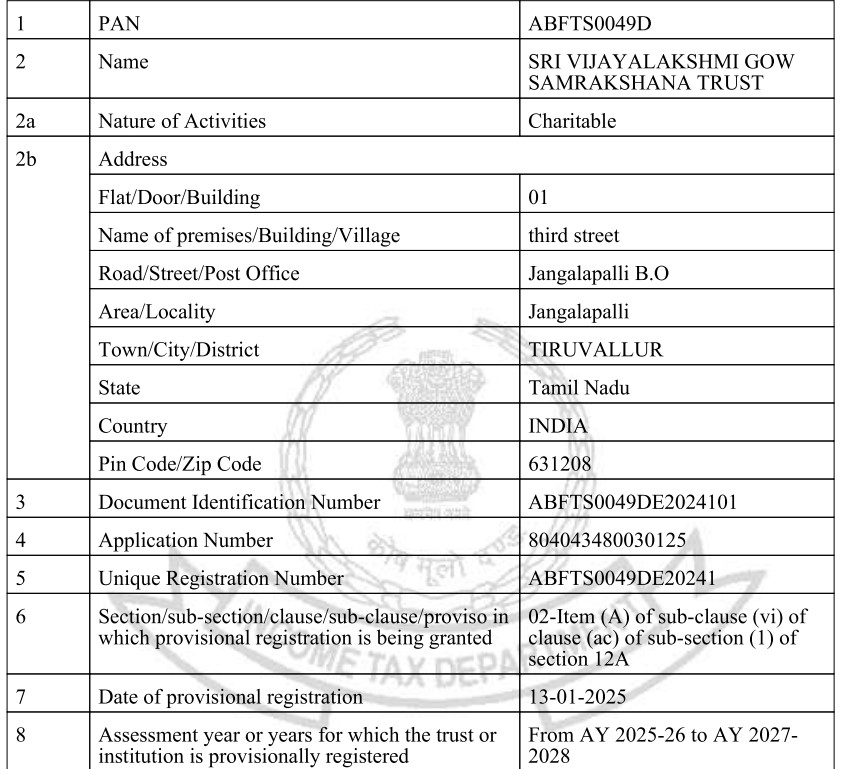 1 PAN ABFTS0049D
2 Name SRI VIJAYALAKSHMI GOW
SAMRAKSHANA TRUST
2a Nature of Activities Charitable
2b Address
Flat/Door/Building 01
Name of premises/Building/Village third street
Road/Street/Post Office Jangalapalli B.O
Area/Locality Jangalapalli
Town/City/District TIRUVALLUR
State Tamil Nadu
Country INDIA
Pin Code/Zip Code 631208
3 Document Identification Number ABFTS0049DE2024101
4 Application Number 804043480030125
5 Unique Registration Number ABFTS0049DE20241
6 Section/sub-section/clause/sub-clause/proviso in 02-Item (A) of sub-clause (vi) of
which provisional registration is being granted clause (ac) of sub-section (1) of
section 12A
7 Date of provisional registration 13-01-2025
8 Assessment year or years for which the trust or From AY 2025-26 to AY 2027-
institution is provisionally registered 2028
सत्यमेव जयते
कोष मूलो दण्ड
INCOME TAX DEPARTMENT